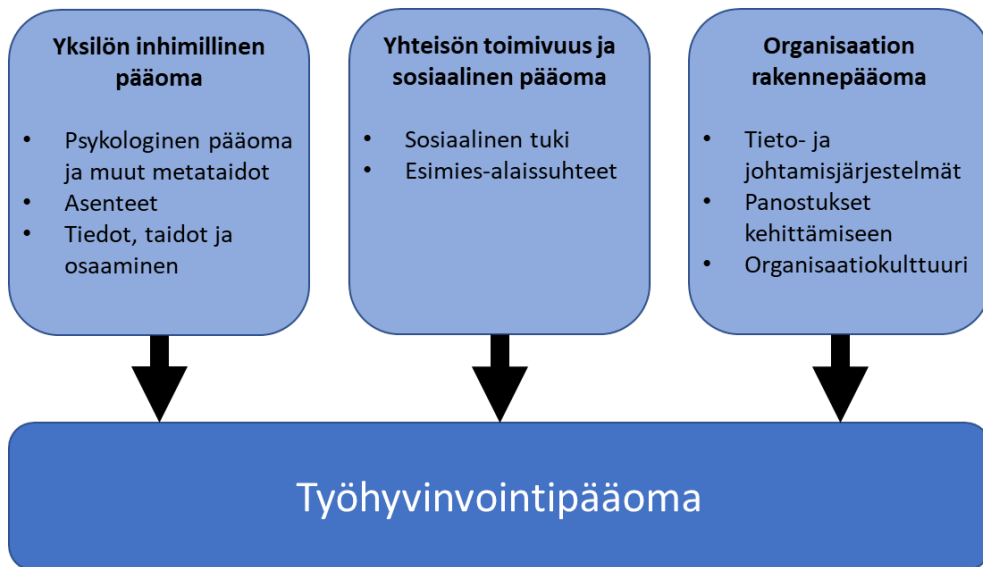 Yksilön inhimillinen
pääoma
• Psykologinen pääoma
ja muut metataidot
• Asenteet
• Tiedot, taidot ja
osaaminen
Yhteisön toimivuus ja
sosiaalinen pääoma
• Sosiaalinen tuki
• Esimies-alaissuhteet
Organisaation
rakennepääoma
• Tieto- ja
johtamisjärjestelmät
• Panostukset
kehittämiseen
• Organisaatiokulttuuri
Työhyvinvointipääoma